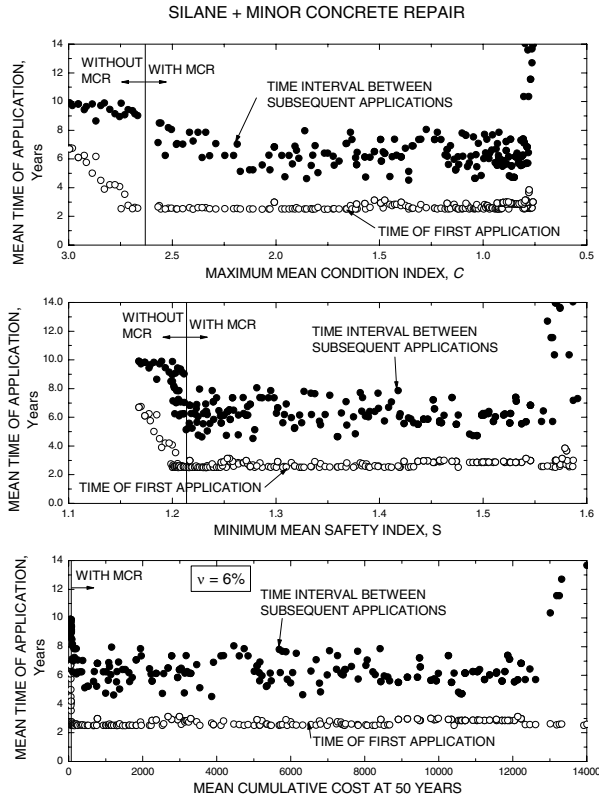 SILANE + MINOR CONCRETE REPAIR
14
12
10
8
6
4
2
0
MEAN TIME OF APPLICATION,
Years
WITHOUT
MCR
WITH MCR
TIME INTERVAL BETWEEN
SUBSEQUENT APPLICATIONS
TIME OF FIRST APPLICATION
3.0 2.5 2.0 1.5 1.0 0.5
MAXIMUM MEAN CONDITION INDEX, C
14.0
12.0
10.0
8.0
6.0
4.0
2.0
0.0
MEAN TIME OF APPLICATION,
Years
WITHOUT
MCR
WITH MCR
TIME INTERVAL BETWEEN
SUBSEQUENT APPLICATIONS
TIME OF FIRST APPLICATION
1.1 1.2 1.3 1.4 1.5 1.6
MINIMUM MEAN SAFETY INDEX, S
14
12
10
8
6
4
2
0
MEAN TIME OF APPLICATION,
Years
WITH MCR
ν = 6%
TIME INTERVAL BETWEEN
SUBSEQUENT APPLICATIONS
TIME OF FIRST APPLICATION
0 2000 4000 6000 8000 10000 12000 14000
MEAN CUMULATIVE COST AT 50 YEARS